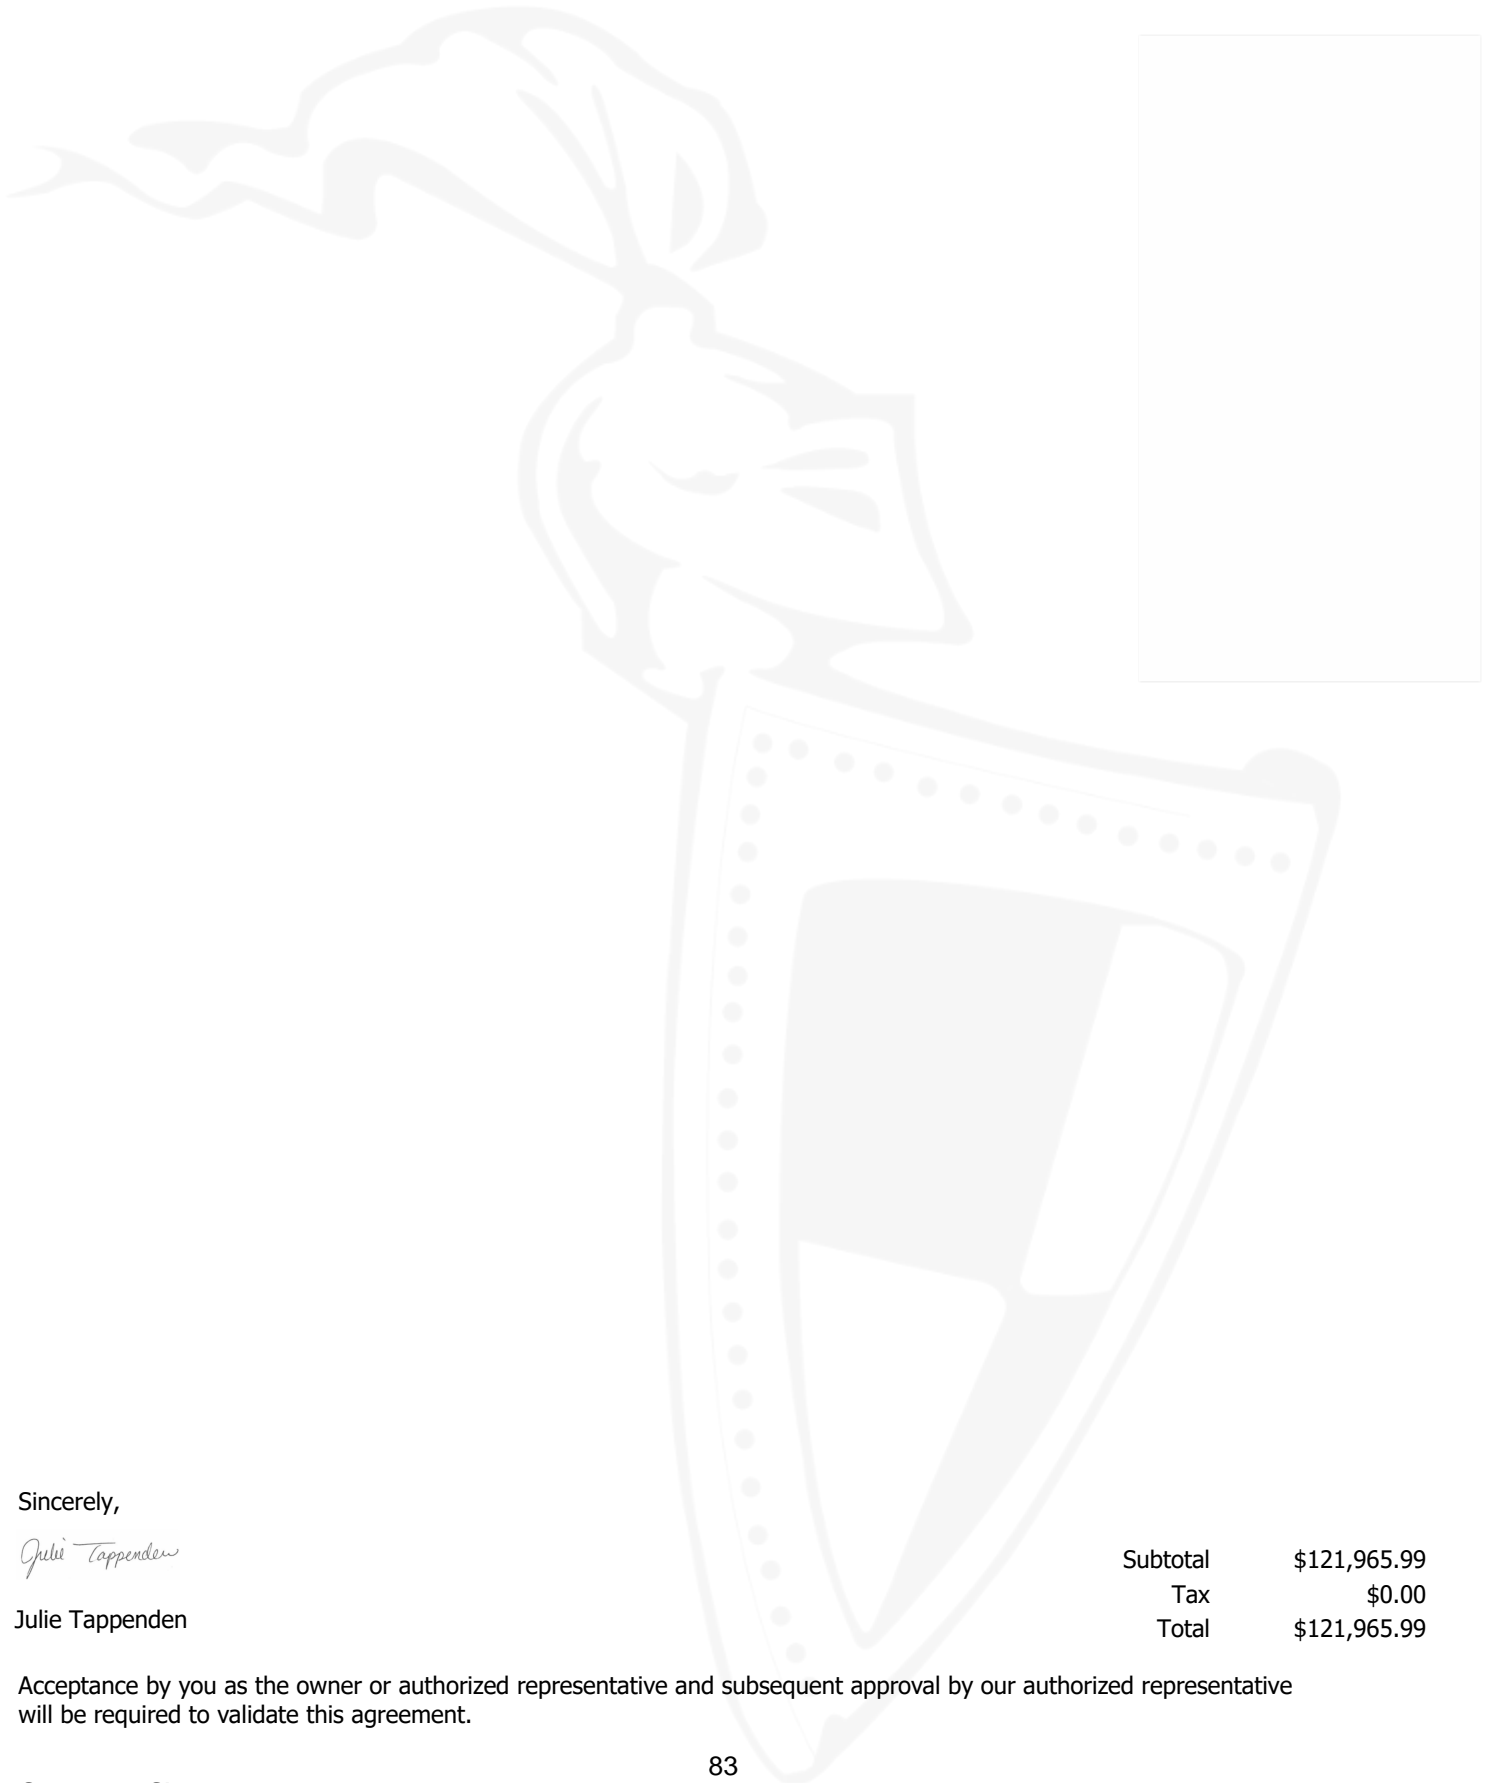 Sincerely,
Julie Tappenden
Julie Tappenden
Subtotal $121,965.99
Tax $0.00
Total $121,965.99
Acceptance by you as the owner or authorized representative and subsequent approval by our authorized representative
will be required to validate this agreement.
83